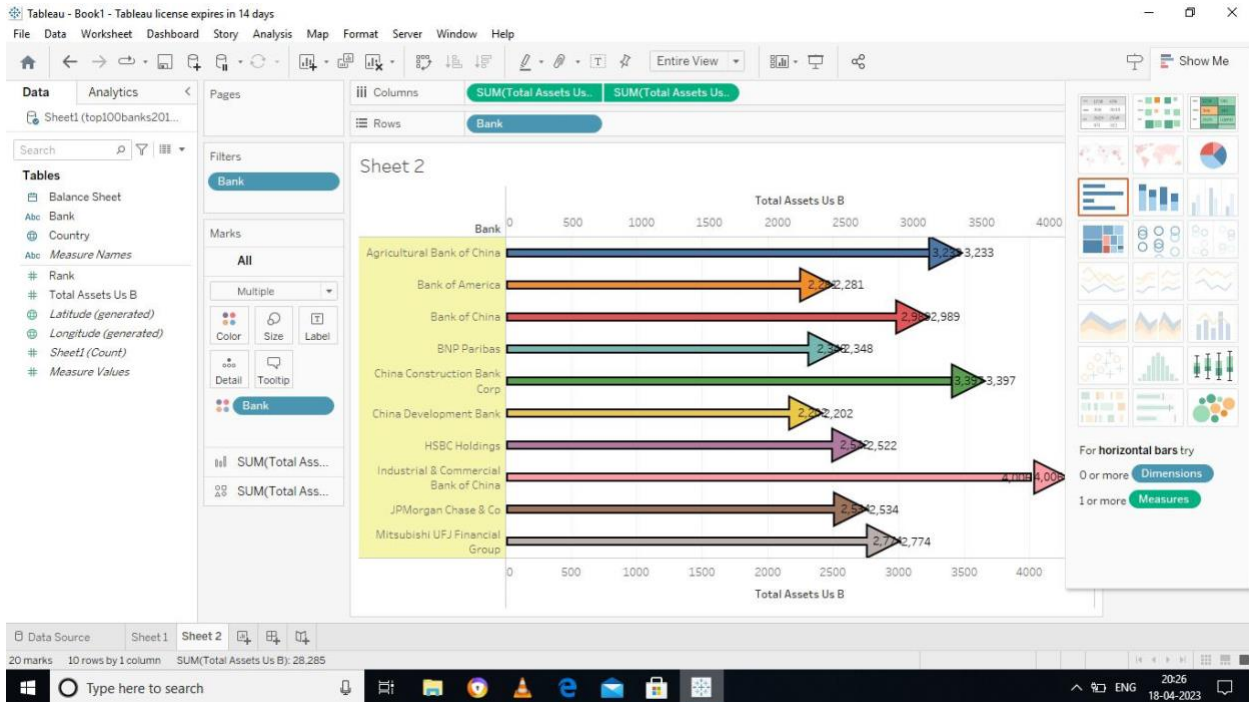 Tableau - Book1 - Tableau license expires in 14 days
File Data Worksheet Dashboard Story Analysis Map Format Server Window Help
Entire View
Show Me
Data Analytics
Sheet1 (top100banks201...
Search
Tables
Balance Sheet
Abc Bank
Country
Abc Measure Names
# Rank
# Total Assets Us B
Latitude (generated)
Longitude (generated)
# Sheet1 (Count)
# Measure Values
Pages
Filters
Bank
Marks
All
Multiple
Color Size Label
Detail Tooltip
Bank
SUM(Total Ass...
SUM(Total Ass...
Columns SUM(Total Assets Us.. SUM(Total Assets Us..
Rows Bank
Sheet 2
Total Assets Us B
Bank 0 500 1000 1500 2000 2500 3000 3500 4000
Agricultural Bank of China 3,233
Bank of America 2,281
Bank of China 2,989
BNP Paribas 2,348
China Construction Bank
Corp 3,397
China Development Bank 2,202
HSBC Holdings 2,522
Industrial & Commercial
Bank of China
JPMorgan Chase & Co 2,534
Mitsubishi UFJ Financial
Group 2,774
0 500 1000 1500 2000 2500 3000 3500 4000
Total Assets Us B
For horizontal bars try
0 or more Dimensions
1 or more Measures
Data Source Sheet 1 Sheet 2
20 marks 10 rows by 1 column SUM(Total Assets Us B): 28,285
Type here to search
ENG
20:26
18-04-2023